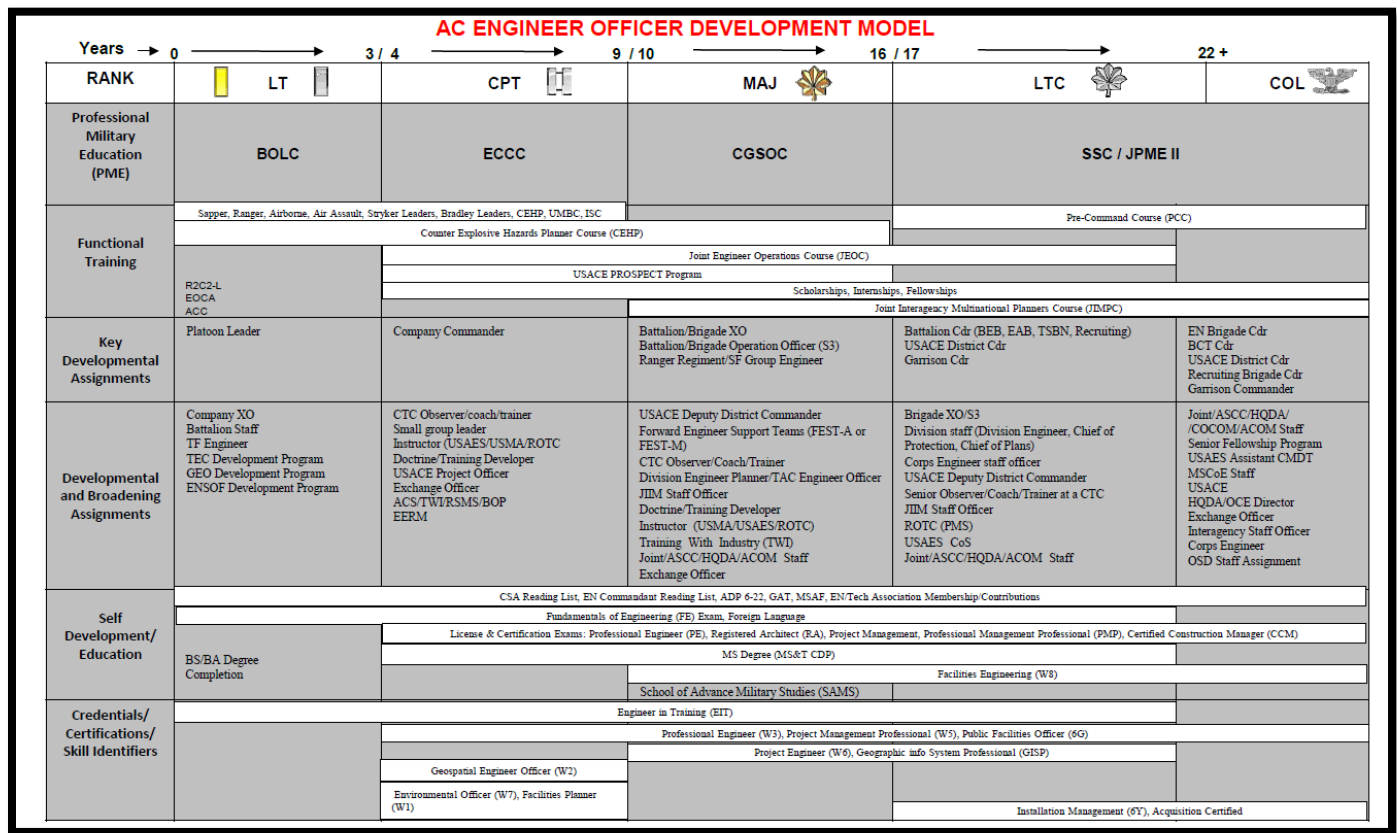 AC ENGINEER OFFICER DEVELOPMENT MODEL
Years 0 3 / 4 9 / 10 16 / 17 22 +
RANK LT CPT MAJ LTC COL
Professional
Military
Education
(PME)
BOLC ECCC CGSOC SSC / JPME II
Functional
Training
Sapper, Ranger, Airborne, Air Assault, Stryker Leaders, Bradley Leaders, CEHP, UMBC, ISC
Pre-Command Course (PCC)
Counter Explosive Hazards Planner Course (CEHP)
Joint Engineer Operations Course (JEOC)
USACE PROSPECT Program
R2C2-L
EOCA
ACC
Scholarships, Internships, Fellowships
Joint Interagency Multinational Planners Course (JIMPC)
Key
Developmental
Assignments
Platoon Leader
Company Commander
Battalion/Brigade XO
Battalion/Brigade Operation Officer (S3)
Ranger Regiment/SF Group Engineer
Battalion Cdr (BEB, EAB, TSBN, Recruiting)
USACE District Cdr
Garrison Cdr
EN Brigade Cdr
BCT Cdr
USACE District Cdr
Recruiting Brigade Cdr
Garrison Commander
Developmental
and Broadening
Assignments
Company XO
Battalion Staff
TF Engineer
TEC Development Program
GEO Development Program
ENSOF Development Program
CTC Observer/coach/trainer
Small group leader
Instructor (USAES/USMA/ROTC
Doctrine/Training Developer
USACE Project Officer
Exchange Officer
ACS/TWI/RSMS/BOP
EERM
USACE Deputy District Commander
Forward Engineer Support Teams (FEST-A or
FEST-M)
CTC Observer/Coach/Trainer
Division Engineer Planner/TAC Engineer Officer
JIIM Staff Officer
Doctrine/Training Developer
Instructor (USMA/USAES/ROTC)
Training With Industry (TWI)
Joint/ASCC/HQDA/ACOM Staff
Exchange Officer
Brigade XO/S3
Division staff (Division Engineer, Chief of
Protection, Chief of Plans)
Corps Engineer staff officer
USACE Deputy District Commander
Senior Observer/Coach/Trainer at a CTC
JIIM Staff Officer
ROTC (PMS)
USAES CoS
Joint/ASCC/HQDA/ACOM Staff
Joint/ASCC/HQDA/
/COCOM/ACOM Staff
Senior Fellowship Program
USAES Assistant CMDT
MSCoE Staff
USACE
HQDA/OCE Director
Exchange Officer
Interagency Staff Officer
Corps Engineer
OSD Staff Assignment
Self
Development/
Education
CSA Reading List, EN Commandant Reading List, ADP 6-22, GAT, MSAF, EN/Tech Association Membership/Contributions
Fundamentals of Engineering (FE) Exam, Foreign Language
License & Certification Exams: Professional Engineer (PE), Registered Architect (RA), Project Management, Professional Management Professional (PMP), Certified Construction Manager (CCM)
BS/BA Degree
Completion
MS Degree (MS&T CDP)
Facilities Engineering (W8)
School of Advance Military Studies (SAMS)
Credentials/
Certifications/
Skill Identifiers
Engineer in Training (EIT)
Professional Engineer (W3), Project Management Professional (W5), Public Facilities Officer (6G)
Project Engineer (W6), Geographic info System Professional (GISP)
Geospatial Engineer Officer (W2)
Environmental Officer (W7), Facilities Planner
(W1)
Installation Management (6Y), Acquisition Certified